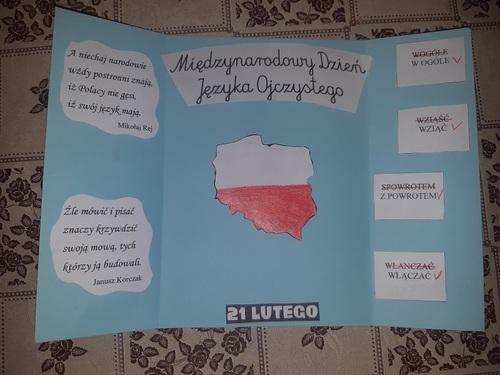 A niechaj narodowie
wżdy postronni znają,
iż Polacy nie gęsi,
iż swój język mają.
Mikołaj Rej
Źle mówić i pisać
znaczy krzywdzić
swoją mową, tych
którzy ją budowali.
Janusz Korczak
Międzynarodowy Dzień
Języka Ojczystego
21 LUTEGO
WOGÓLE
W OGÓLE
WZIĄŚĆ
WZIĄĆ
SPOWROTEM
Z POWROTEM
WŁANCZAĆ
WŁĄCZAĆ